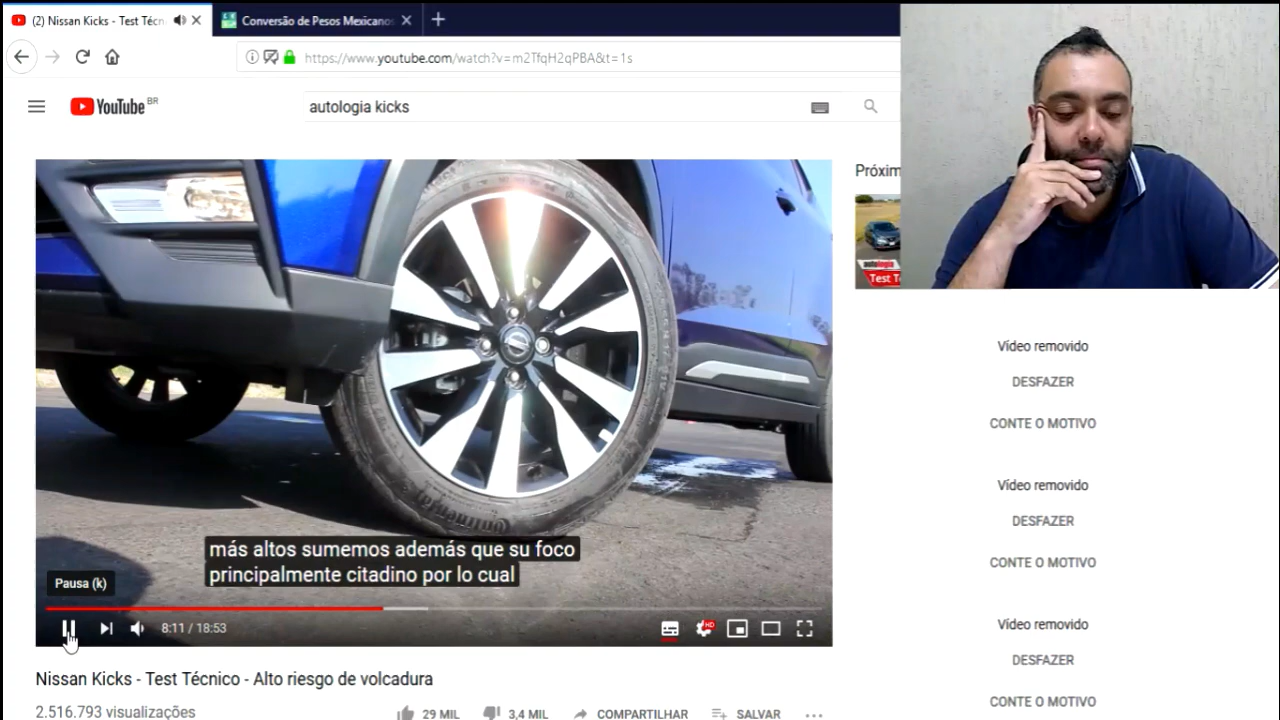 (2) Nissan Kicks - Test Técn
Conversão de Pesos Mexicanos
https://www.youtube.com/watch?v=m2TfqH2qPBA&t=1s
YouTube BR
autologia kicks
Próxim
Test T
Continental
más altos sumemos además que su foco
principalmente citadino por lo cual
Pausa (k)
8:11 / 18:53
HD
Nissan Kicks - Test Técnico - Alto riesgo de volcadura
2.516.793 visualizações
29 MIL
3,4 MIL
COMPARTILHAR
SALVAR
Vídeo removido
DESFAZER
CONTE O MOTIVO
Vídeo removido
DESFAZER
CONTE O MOTIVO
Vídeo removido
DESFAZER
CONTE O MOTIVO